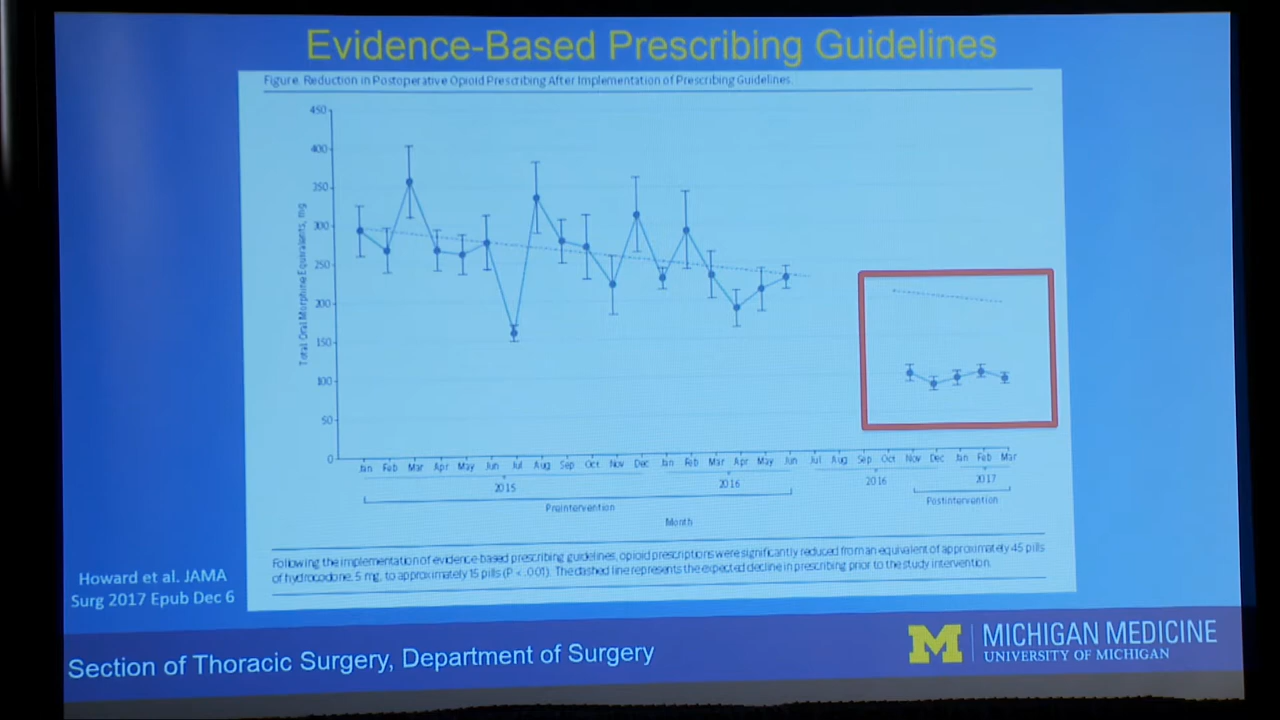 Evidence-Based Prescribing Guidelines
Figure. Reduction in Postoperative Opioid Prescribing After Implementation of Prescribing Guidelines.
450
400
350
300
250
200
150
100
50
0
Total Oral Morphine Equivalents, mg
Jan Feb Mar Apr May Jun Jul Aug Sep Oct Nov Dec Jan Feb Mar Apr May Jun Jul Aug Sep Oct Nov Dec Jan Feb Mar
2015 2016 2016 2017
Preintervention Postintervention
Month
Following the implementation of evidence-based prescribing guidelines, opioid prescriptions were significantly reduced from an equivalent of approximately 45 pills
of hydrocodone, 5 mg, to approximately 15 pills (P < .001). The dashed line represents the expected decline in prescribing prior to the study intervention.
Howard et al. JAMA
Surg 2017 Epub Dec 6
Section of Thoracic Surgery, Department of Surgery
M MICHIGAN MEDICINE
UNIVERSITY OF MICHIGAN